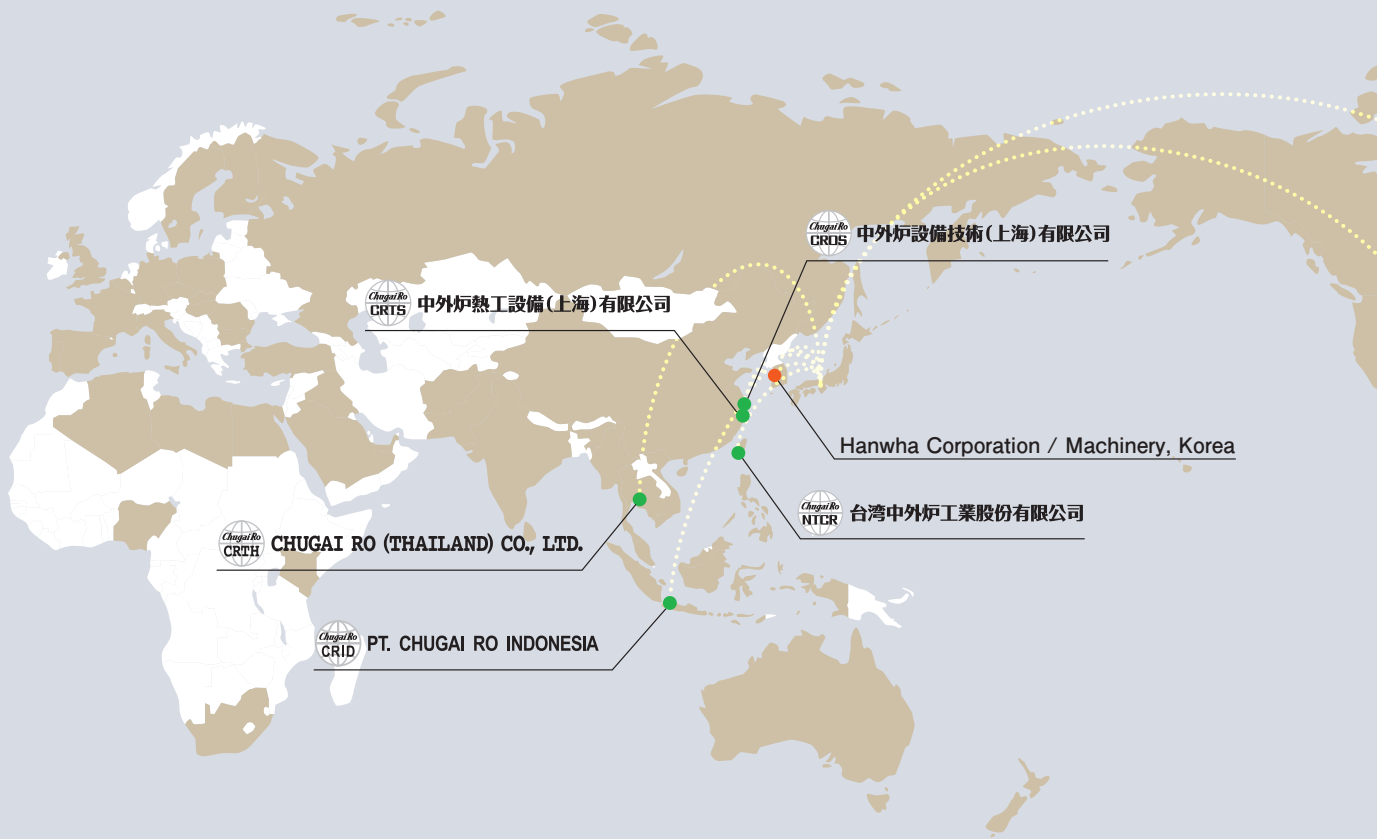 Chugai Ro
CROS
中外炉設備技術(上海)有限公司
Chugai Ro
CRTS
中外炉熱工設備(上海)有限公司
Hanwha Corporation / Machinery, Korea
Chugai Ro
NTCR
台湾中外炉工業股份有限公司
Chugai Ro
CRTH
CHUGAI RO (THAILAND) CO., LTD.
Chugai Ro
CRID
PT. CHUGAI RO INDONESIA